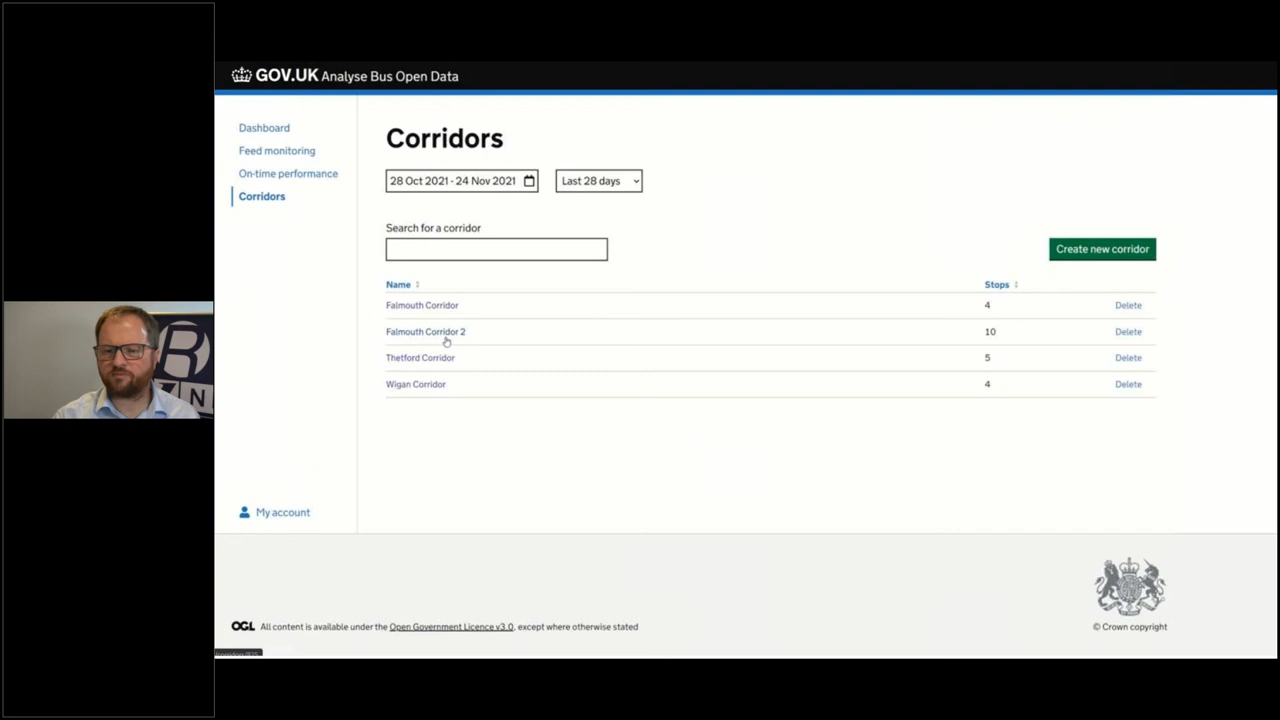 GOV.UK Analyse Bus Open Data
Dashboard
Feed monitoring
On-time performance
Corridors
My account
Corridors
28 Oct 2021 - 24 Nov 2021
Last 28 days
Search for a corridor
Create new corridor
Name Stops
Falmouth Corridor 4 Delete
Falmouth Corridor 2 10 Delete
Thetford Corridor 5 Delete
Wigan Corridor 4 Delete
OGL All content is available under the Open Government Licence v3.0, except where otherwise stated
© Crown copyright
R
N